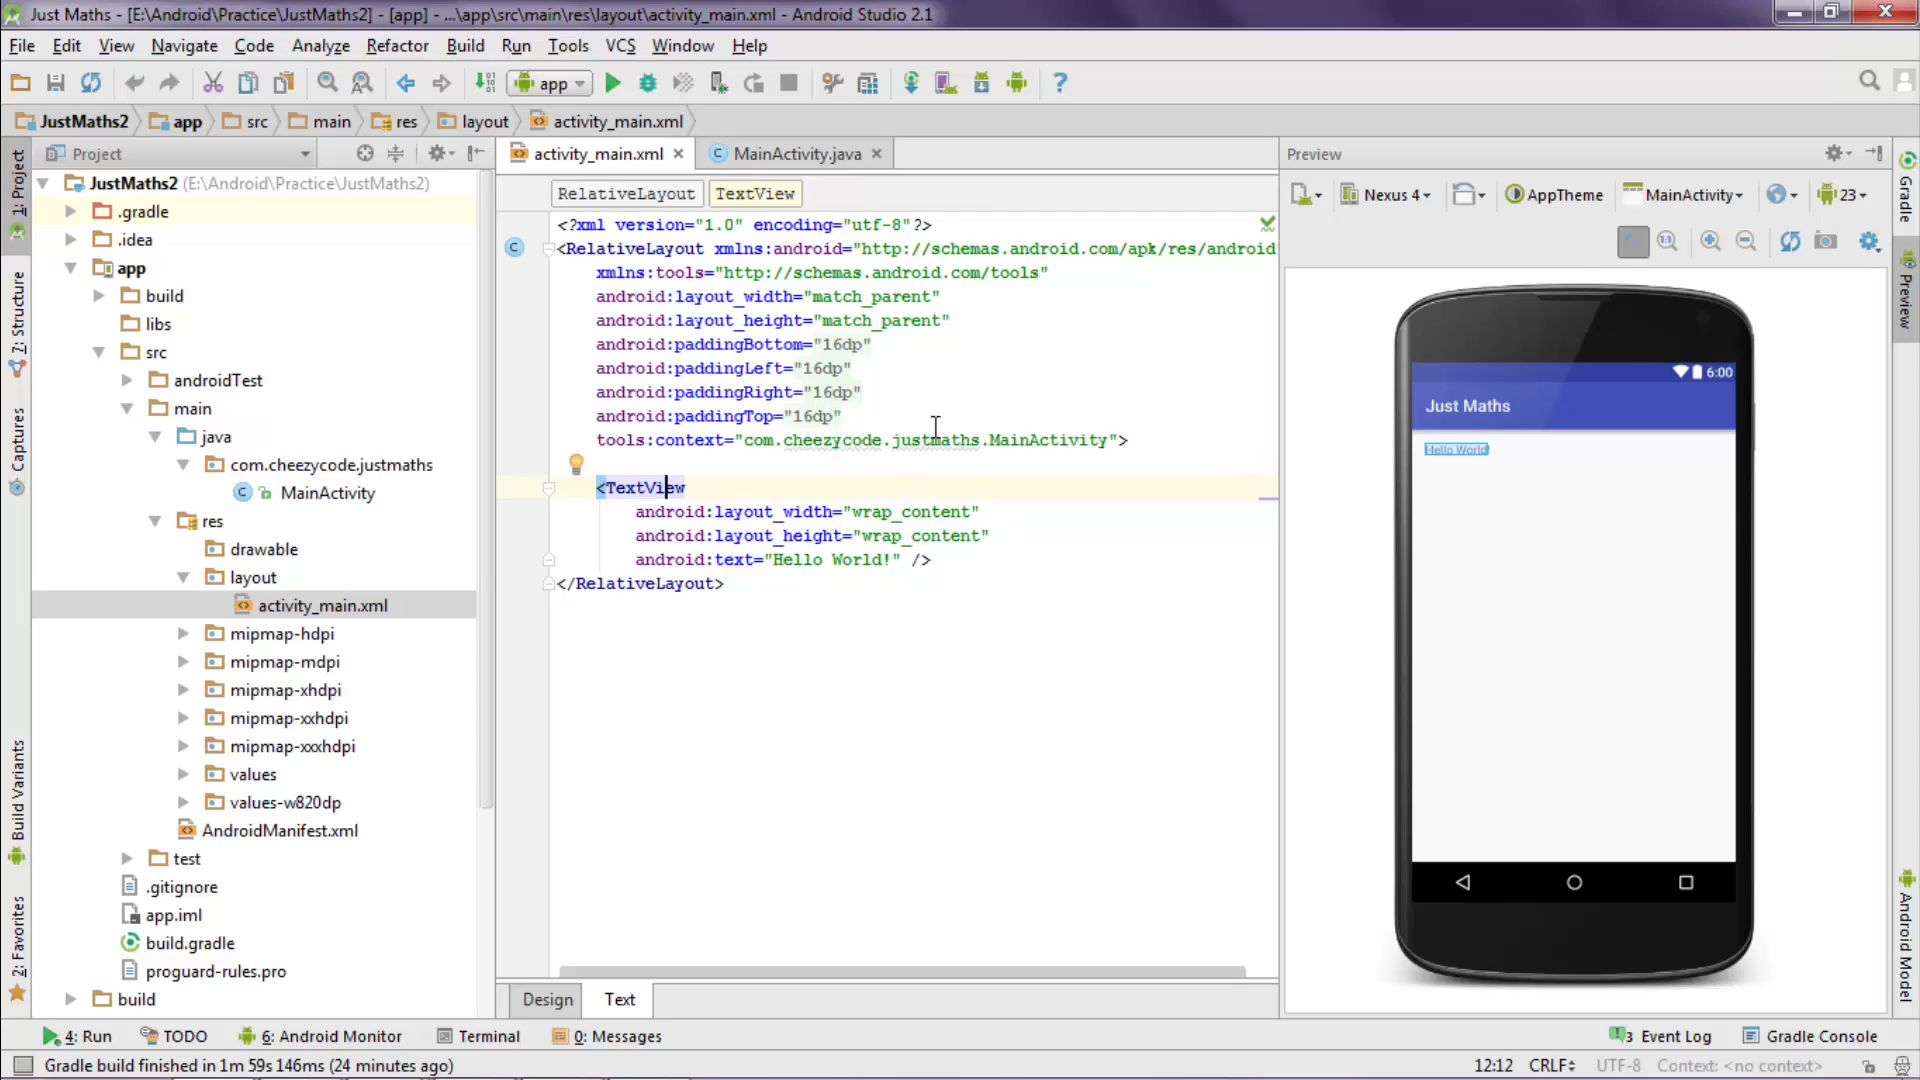 Just Maths - [E:\Android\Practice\JustMaths2] - [app] - ...\app\src\main\res\layout\activity_main.xml - Android Studio 2.1
File Edit View Navigate Code Analyze Refactor Build Run Tools VCS Window Help
app
JustMaths2 app src main res layout activity_main.xml
Project
activity_main.xml MainActivity.java
Preview
1: Project
7: Structure
Captures
Build Variants
2: Favorites
JustMaths2 (E:\Android\Practice\JustMaths2)
.gradle
.idea
app
build
libs
src
androidTest
main
java
com.cheezycode.justmaths
MainActivity
res
drawable
layout
activity_main.xml
mipmap-hdpi
mipmap-mdpi
mipmap-xhdpi
mipmap-xxhdpi
mipmap-xxxhdpi
values
values-w820dp
AndroidManifest.xml
test
.gitignore
app.iml
build.gradle
proguard-rules.pro
build
RelativeLayout TextView
<?xml version="1.0" encoding="utf-8"?>
<RelativeLayout xmlns:android="http://schemas.android.com/apk/res/android
xmlns:tools="http://schemas.android.com/tools"
android:layout_width="match_parent"
android:layout_height="match_parent"
android:paddingBottom="16dp"
android:paddingLeft="16dp"
android:paddingRight="16dp"
android:paddingTop="16dp"
tools:context="com.cheezycode.justmaths.MainActivity">
<TextView
android:layout_width="wrap_content"
android:layout_height="wrap_content"
android:text="Hello World!" />
</RelativeLayout>
Design Text
Nexus 4 AppTheme MainActivity 23
6:00
Just Maths
Hello World!
Gradle
Preview
Android Model
4: Run TODO 6: Android Monitor Terminal 0: Messages
3 Event Log Gradle Console
Gradle build finished in 1m 59s 146ms (24 minutes ago)
12:12 CRLF UTF-8 Context: <no context>